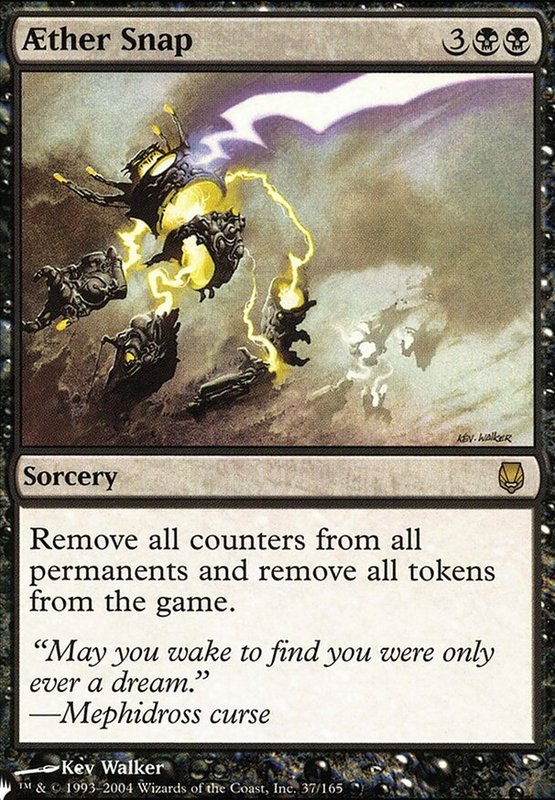 Æther Snap 3
KEV. WALKER
Sorcery
Remove all counters from all
permanents and remove all tokens
from the game.
“May you wake to find you were only
ever a dream.”
—Mephidross curse
Kev Walker
™ & © 1993–2004 Wizards of the Coast, Inc. 37/165